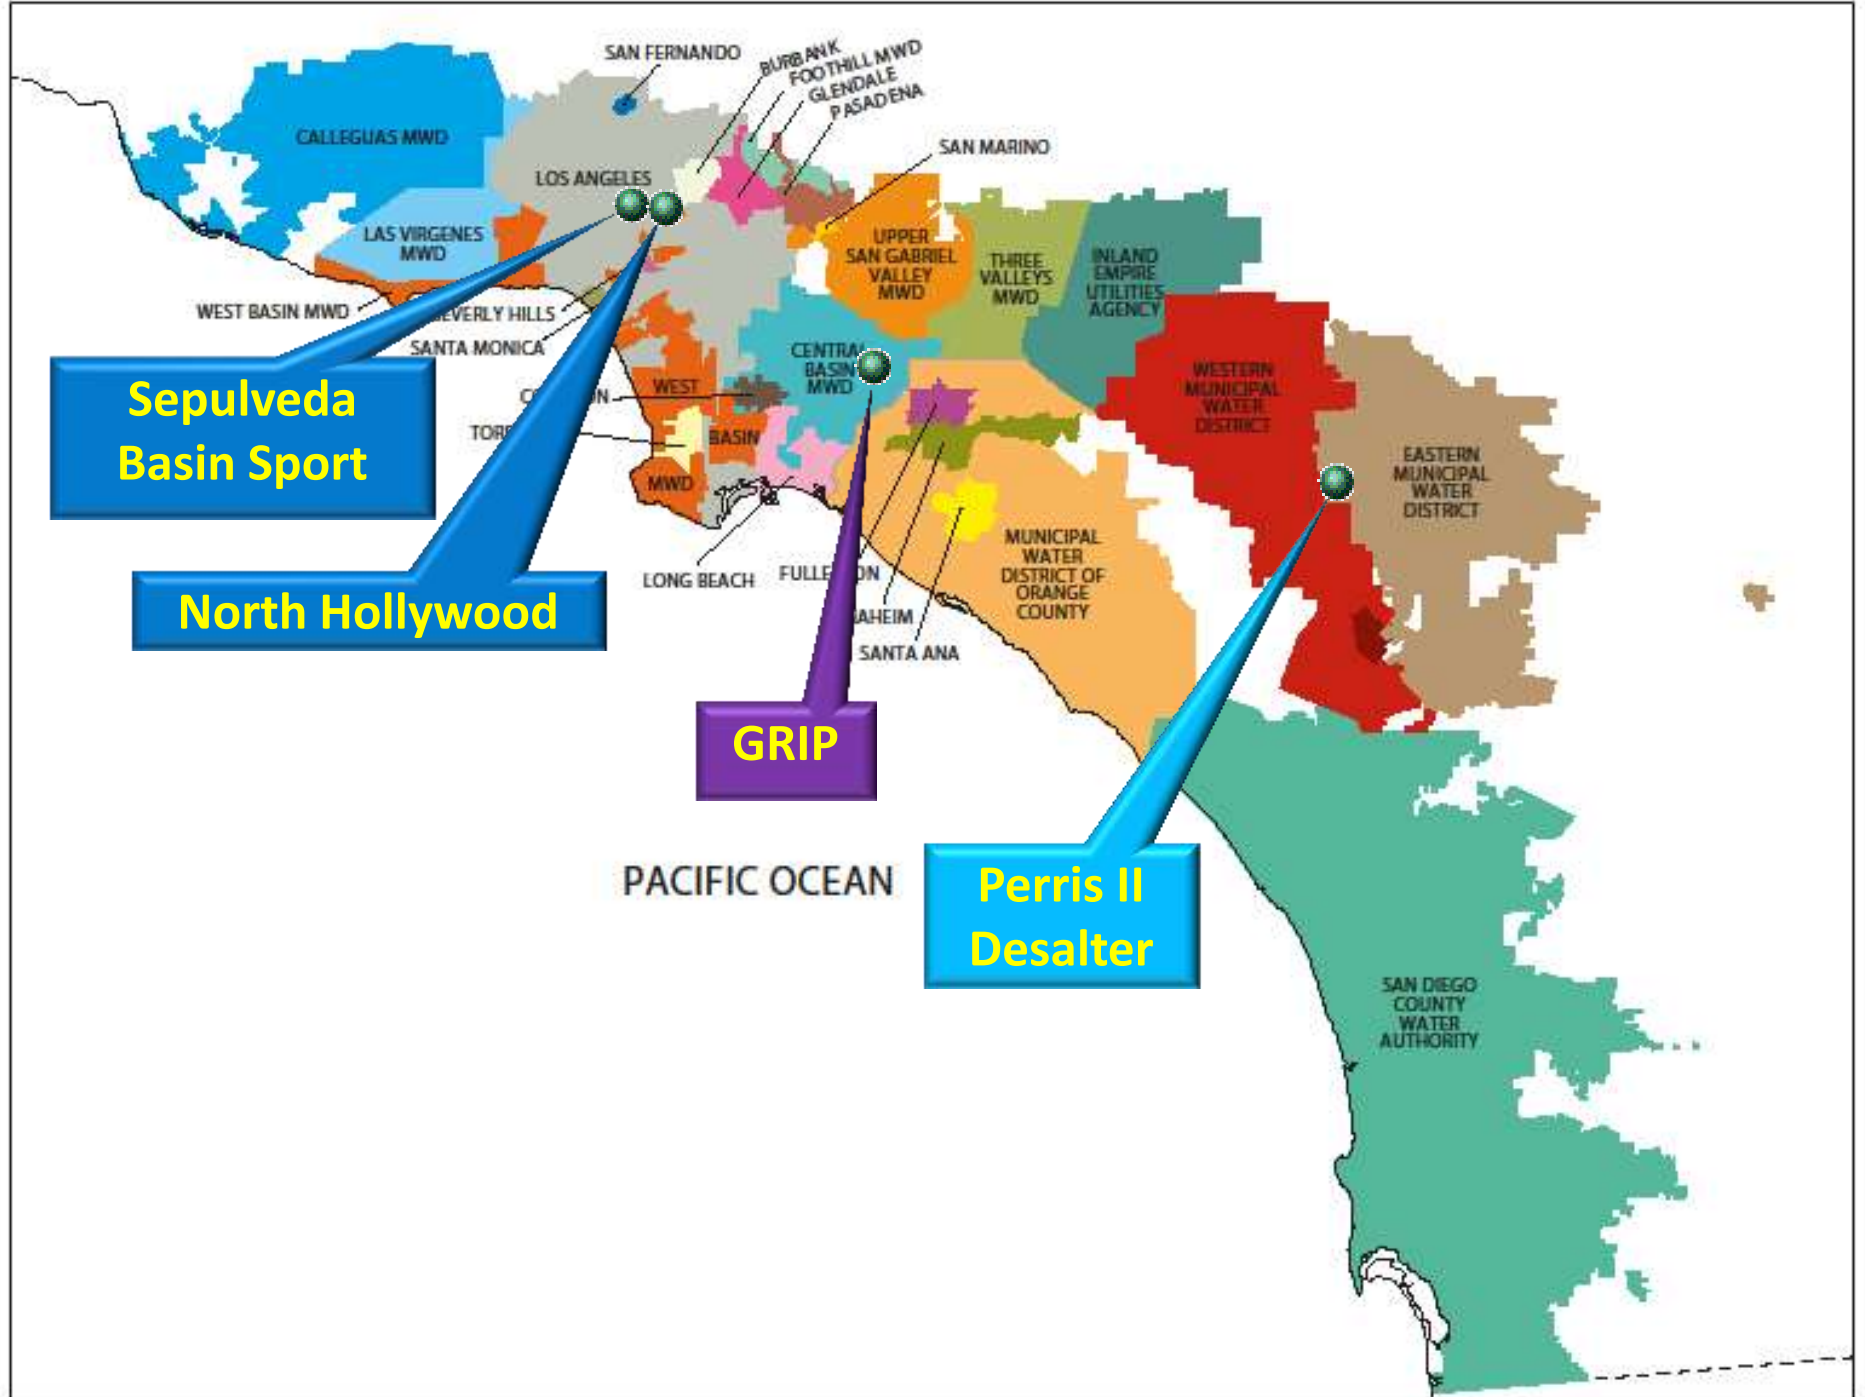 SAN FERNANDO
BURBANK
FOOTHILL MWD
GLENDALE
PASADENA
SAN MARINO
CALLEGUAS MWD
LOS ANGELES
LAS VIRGENES
MWD
UPPER
SAN GABRIEL
VALLEY
MWD
THREE
VALLEYS
MWD
INLAND
EMPIRE
UTILITIES
AGENCY
WEST BASIN MWD
BEVERLY HILLS
SANTA MONICA
CENTRAL
BASIN
MWD
WEST
BASIN
MWD
WESTERN
MUNICIPAL
WATER
DISTRICT
EASTERN
MUNICIPAL
WATER
DISTRICT
Sepulveda
Basin Sport
MUNICIPAL
WATER
DISTRICT OF
ORANGE
COUNTY
LONG BEACH
SANTA ANA
North Hollywood
GRIP
PACIFIC OCEAN
Perris II
Desalter
SAN DIEGO
COUNTY
WATER
AUTHORITY